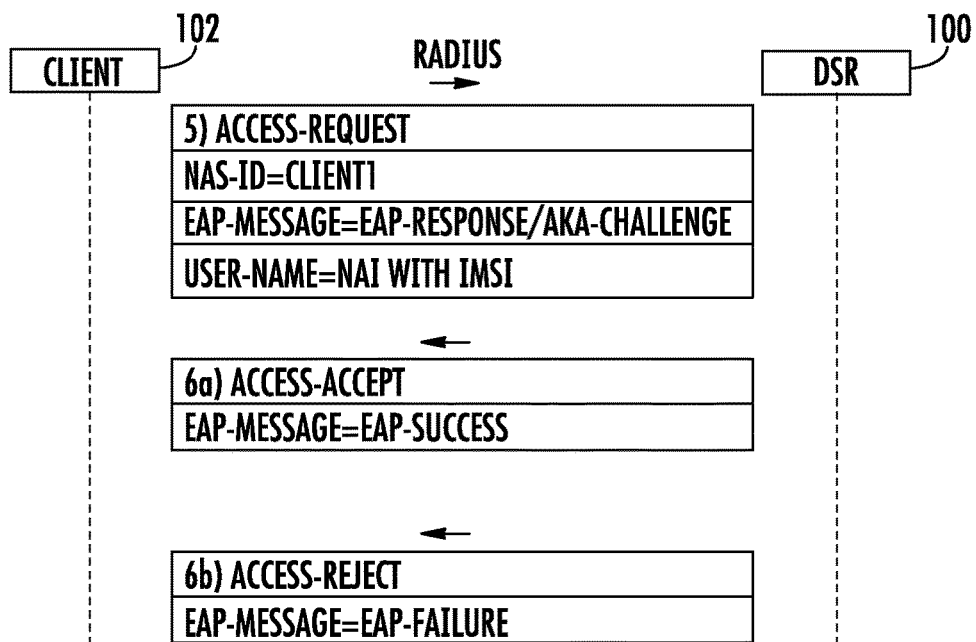 102
RADIUS
100
CLIENT
DSR
5) ACCESS-REQUEST
NAS-ID=CLIENT1
EAP-MESSAGE=EAP-RESPONSE/AKA-CHALLENGE
USER-NAME=NAI WITH IMSI
6a) ACCESS-ACCEPT
EAP-MESSAGE=EAP-SUCCESS
6b) ACCESS-REJECT
EAP-MESSAGE=EAP-FAILURE